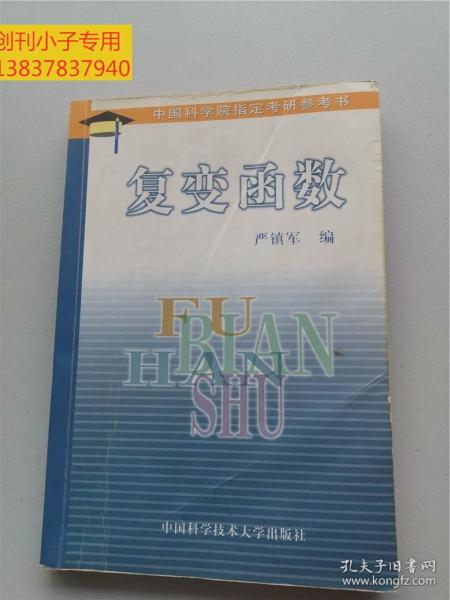 创刊小子专用
13837837940
中国科学院指定考研参考书
复变函数
严镇军 编
FU
BIAN
HAN
SHU
中国科学技术大学出版社
孔夫子旧书网
www.kongfz.com